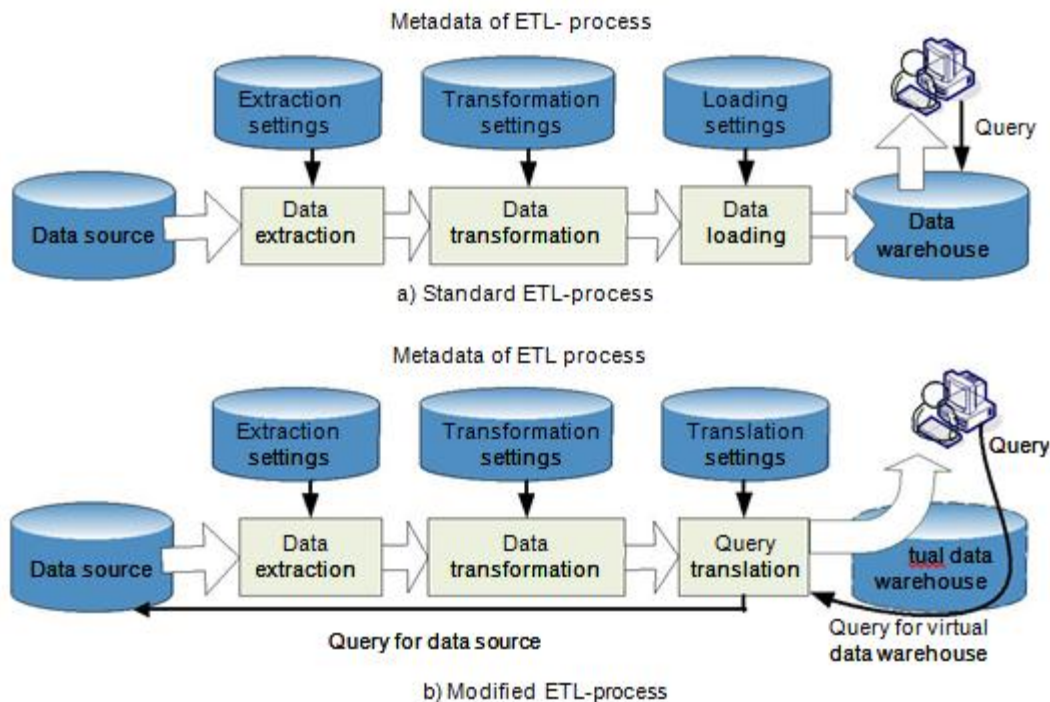 Metadata of ETL- process
Extraction
settings
Transformation
settings
Loading
settings
Query
Data source
Data
extraction
Data
transformation
Data
loading
Data
warehouse
a) Standard ETL-process
Metadata of ETL process
Extraction
settings
Transformation
settings
Translation
settings
Query
Data source
Data
extraction
Data
transformation
Query
translation
tual data
warehouse
Query for data source
Query for virtual
data warehouse
b) Modified ETL-process